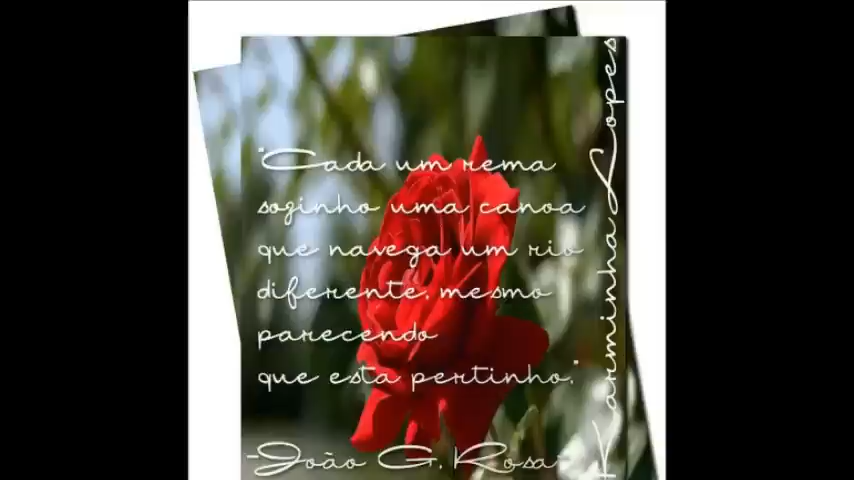 "Cada um rema
sozinho uma canoa
que navega um rio
diferente, mesmo
parecendo
que esta pertinho."
-João G. Rosa-
Karminha Lopes